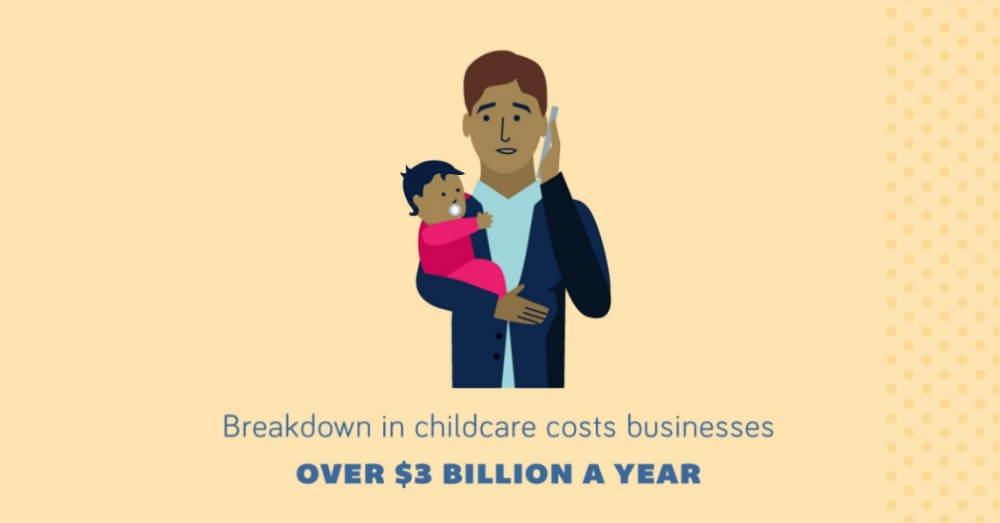 Breakdown in childcare costs businesses
OVER $3 BILLION A YEAR